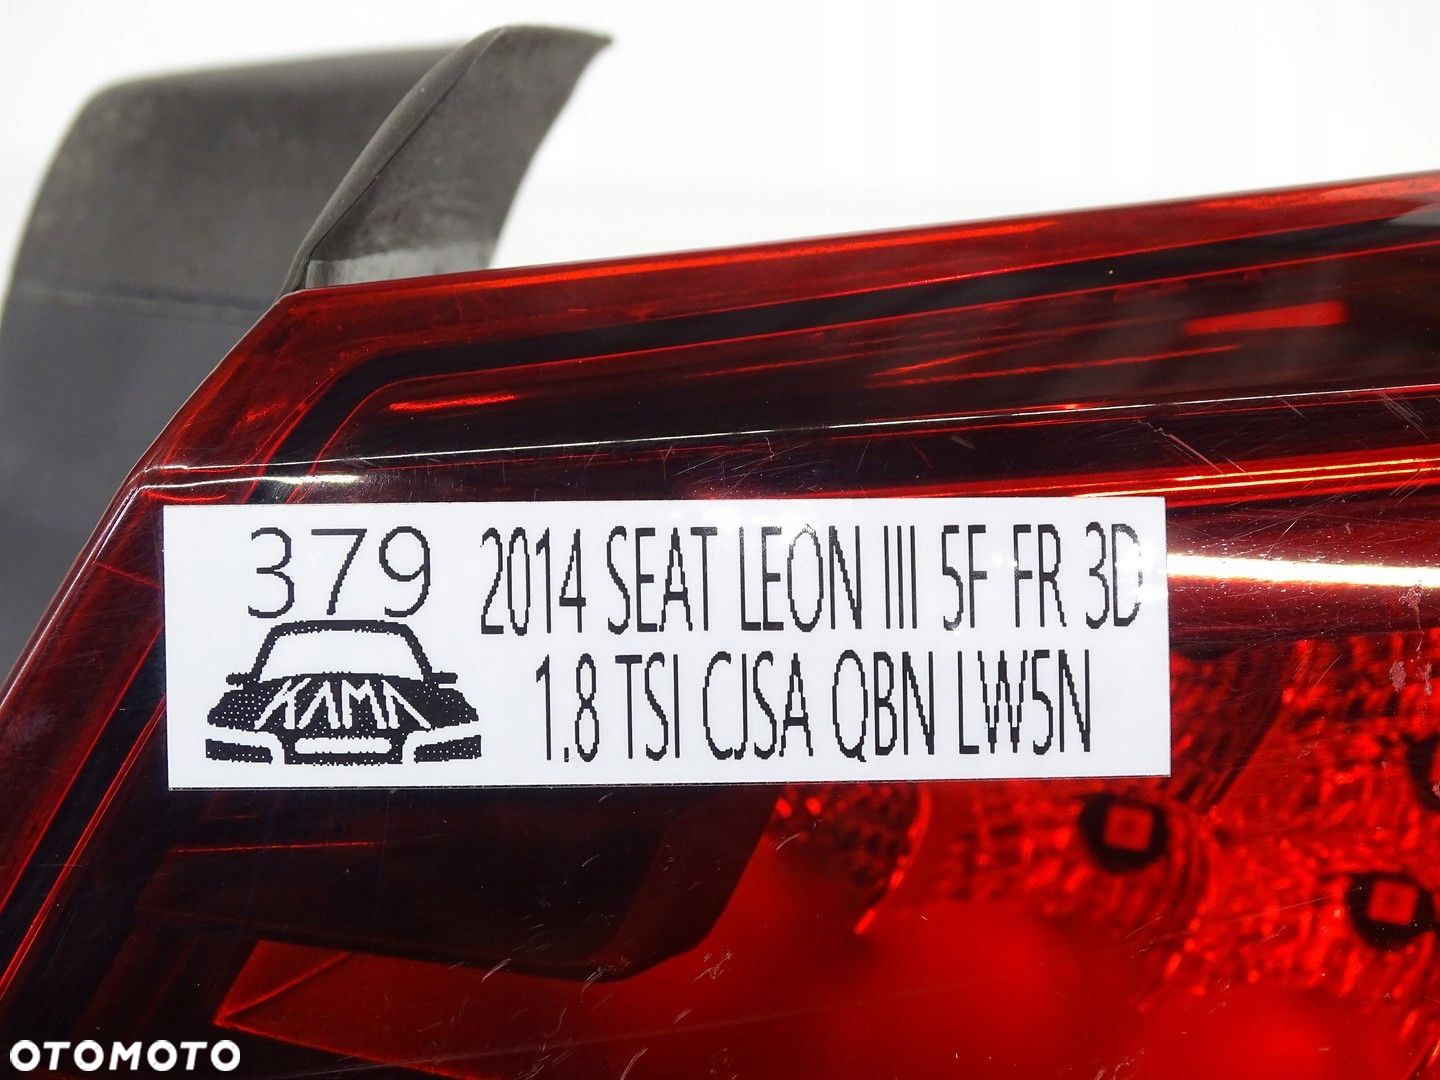 379
2014 SEAT LEON III 5F FR 3D
KAMA
1.8 TSI CJSA QBN LW5N
OTOMOTO